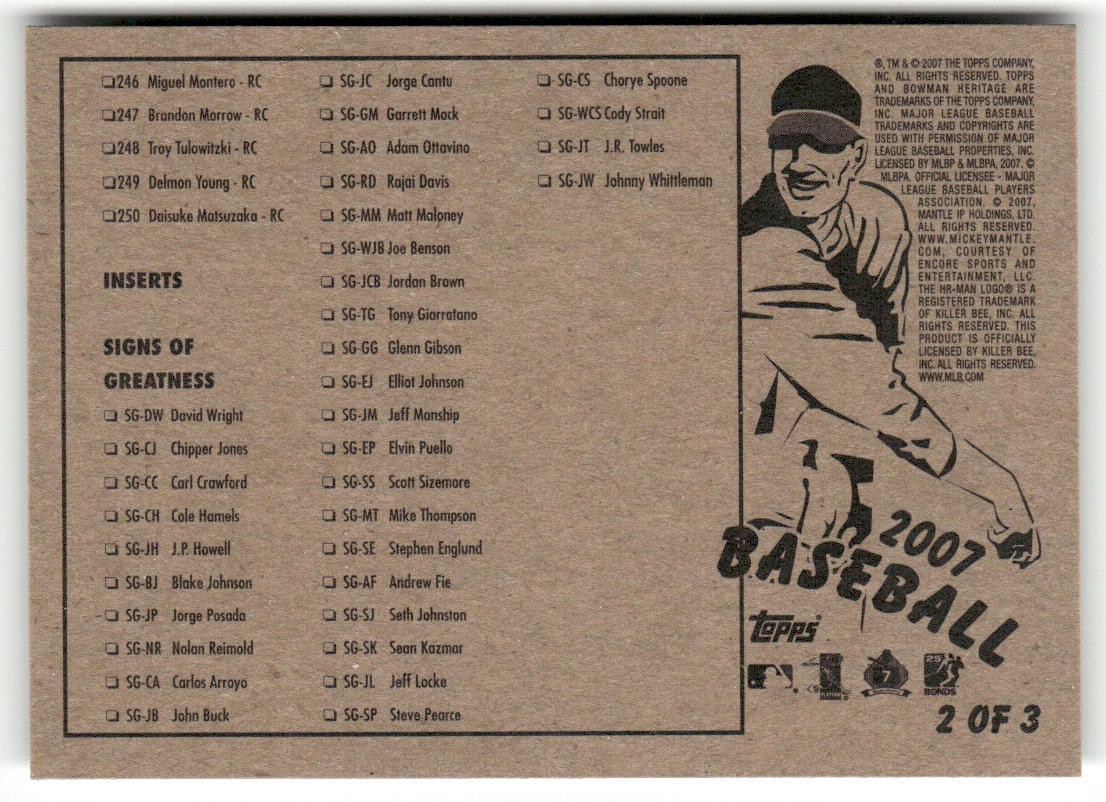 ❏246 Miguel Montero - RC
❏247 Brandon Morrow - RC
❏248 Troy Tulowitzki - RC
❏249 Delmon Young - RC
❏250 Daisuke Matsuzaka - RC
INSERTS
SIGNS OF
GREATNESS
❏ SG-DW David Wright
❏ SG-CJ Chipper Jones
❏ SG-CC Carl Crawford
❏ SG-CH Cole Hamels
❏ SG-JH J.P. Howell
❏ SG-BJ Blake Johnson
❏ SG-JP Jorge Posada
❏ SG-NR Nolan Reimold
❏ SG-CA Carlos Arroyo
❏ SG-JB John Buck
❏ SG-JC Jorge Cantu
❏ SG-GM Garrett Mock
❏ SG-AO Adam Ottavino
❏ SG-RD Rajai Davis
❏ SG-MM Matt Maloney
❏ SG-WJB Joe Benson
❏ SG-JCB Jordan Brown
❏ SG-TG Tony Giarratano
❏ SG-GG Glenn Gibson
❏ SG-EJ Elliot Johnson
❏ SG-JM Jeff Manship
❏ SG-EP Elvin Puello
❏ SG-SS Scott Sizemore
❏ SG-MT Mike Thompson
❏ SG-SE Stephen Englund
❏ SG-AF Andrew Fie
❏ SG-SJ Seth Johnston
❏ SG-SK Sean Kazmar
❏ SG-JL Jeff Locke
❏ SG-SP Steve Pearce
❏ SG-CS Chorye Spoone
❏ SG-WCS Cody Strait
❏ SG-JT J.R. Towles
❏ SG-JW Johnny Whittleman
®, TM & © 2007 THE TOPPS COMPANY,
INC. ALL RIGHTS RESERVED. TOPPS
AND BOWMAN HERITAGE ARE
TRADEMARKS OF THE TOPPS COMPANY,
INC. MAJOR LEAGUE BASEBALL
TRADEMARKS AND COPYRIGHTS ARE
USED WITH PERMISSION OF MAJOR
LEAGUE BASEBALL PROPERTIES, INC.
LICENSED BY MLBP & MLBPA, 2007. ©
MLBPA. OFFICIAL LICENSEE - MAJOR
LEAGUE BASEBALL PLAYERS
ASSOCIATION. © 2007,
MANTLE IP HOLDINGS, LTD.
ALL RIGHTS RESERVED.
WWW.MICKEYMANTLE.
COM, COURTESY OF
ENCORE SPORTS AND
ENTERTAINMENT, LLC.
THE HR-MAN LOGO® IS A
REGISTERED TRADEMARK
OF KILLER BEE, INC. ALL
RIGHTS RESERVED. THIS
PRODUCT IS OFFICIALLY
LICENSED BY KILLER BEE,
INC. ALL RIGHTS RESERVED.
WWW.MLB.COM
2007
BASEBALL
Topps
7
25
BONDS
2 OF 3